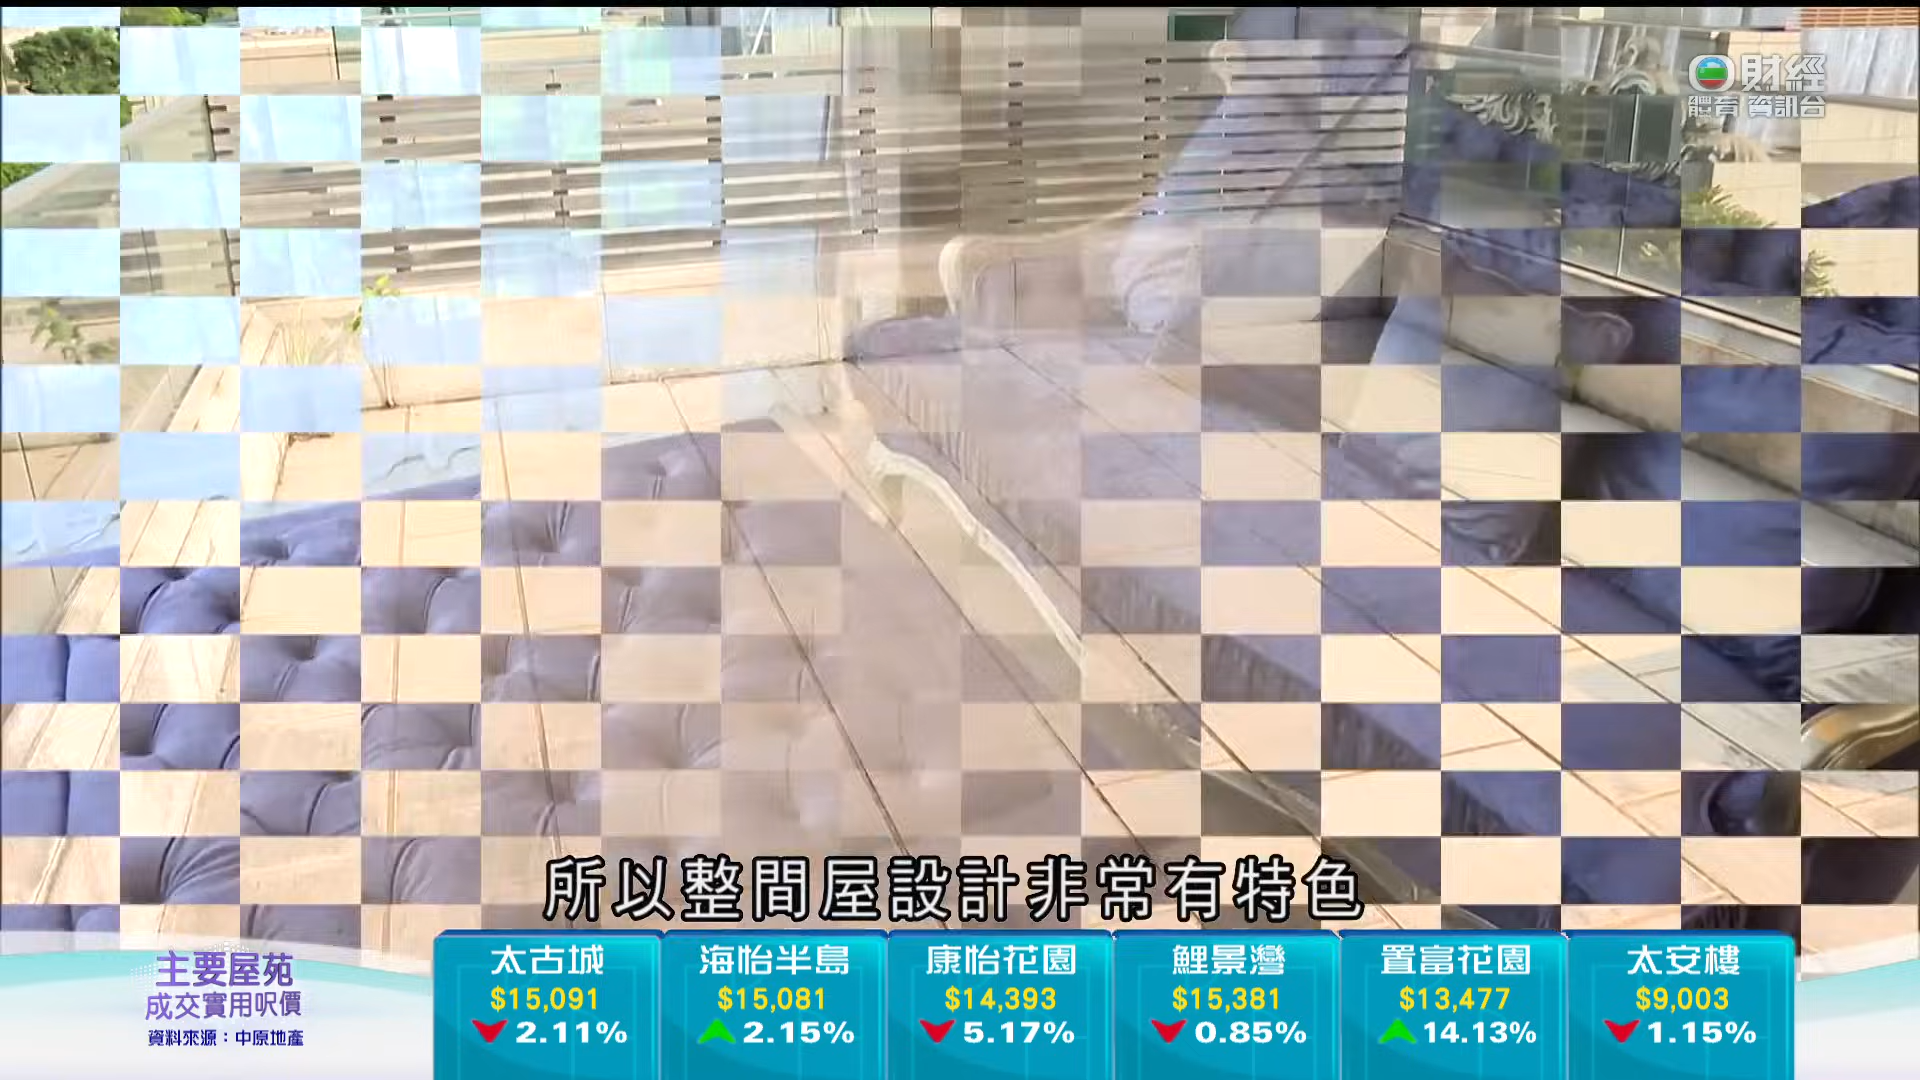 財經
體育 資訊台
所以整間屋設計非常有特色
主要屋苑
成交實用呎價
資料來源：中原地產
太古城
$15,091
2.11%
海怡半島
$15,081
2.15%
康怡花園
$14,393
5.17%
鯉景灣
$15,381
0.85%
置富花園
$13,477
14.13%
太安樓
$9,003
1.15%